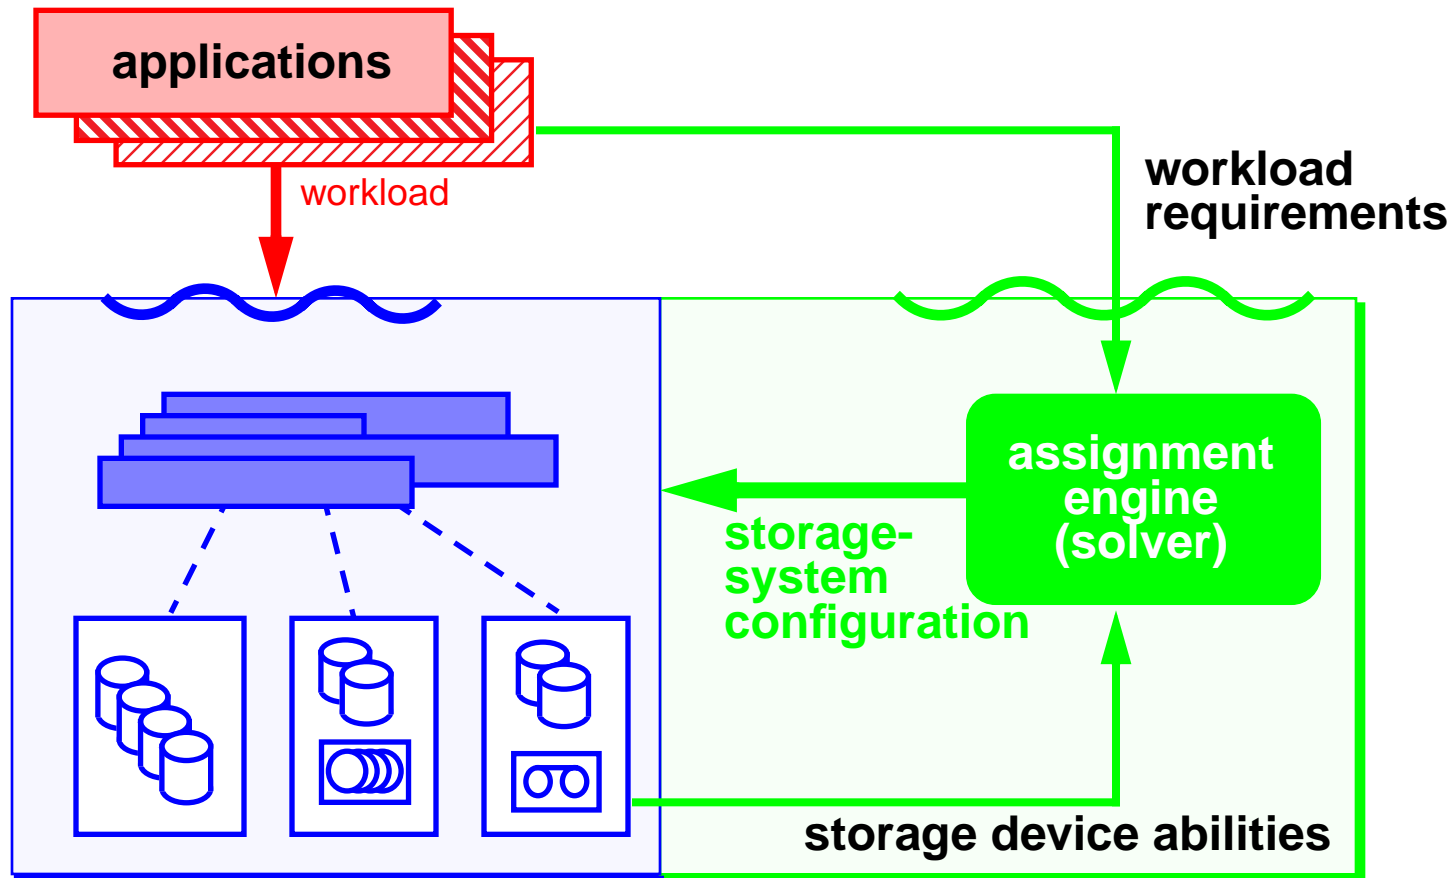 applications
workload
workload
requirements
assignment
engine
(solver)
storage-
system
configuration
storage device abilities